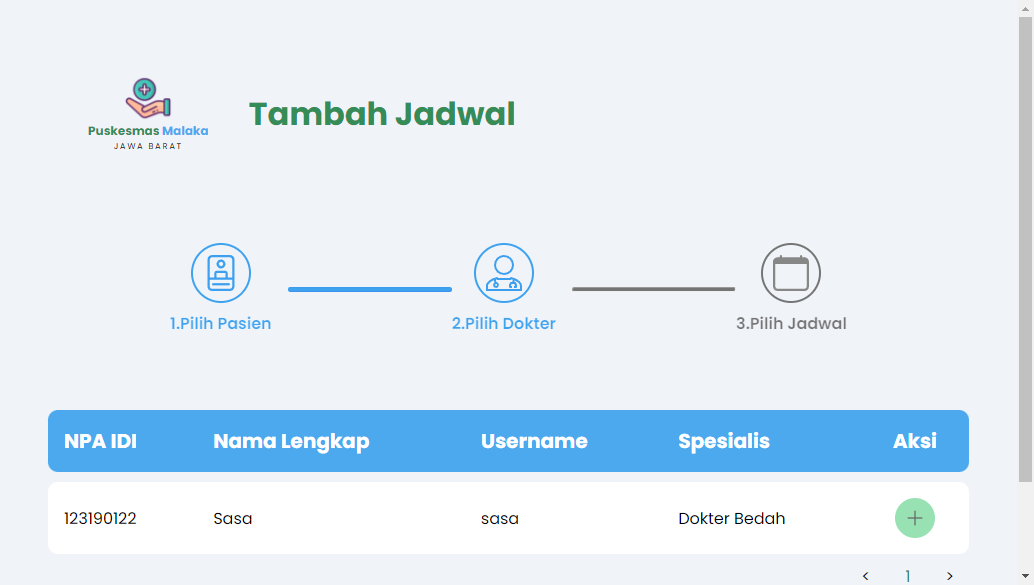 Puskesmas Malaka
JAWA BARAT
Tambah Jadwal
1.Pilih Pasien
2.Pilih Dokter
3.Pilih Jadwal
NPA IDI Nama Lengkap Username Spesialis Aksi
123190122 Sasa sasa Dokter Bedah +
< 1 >